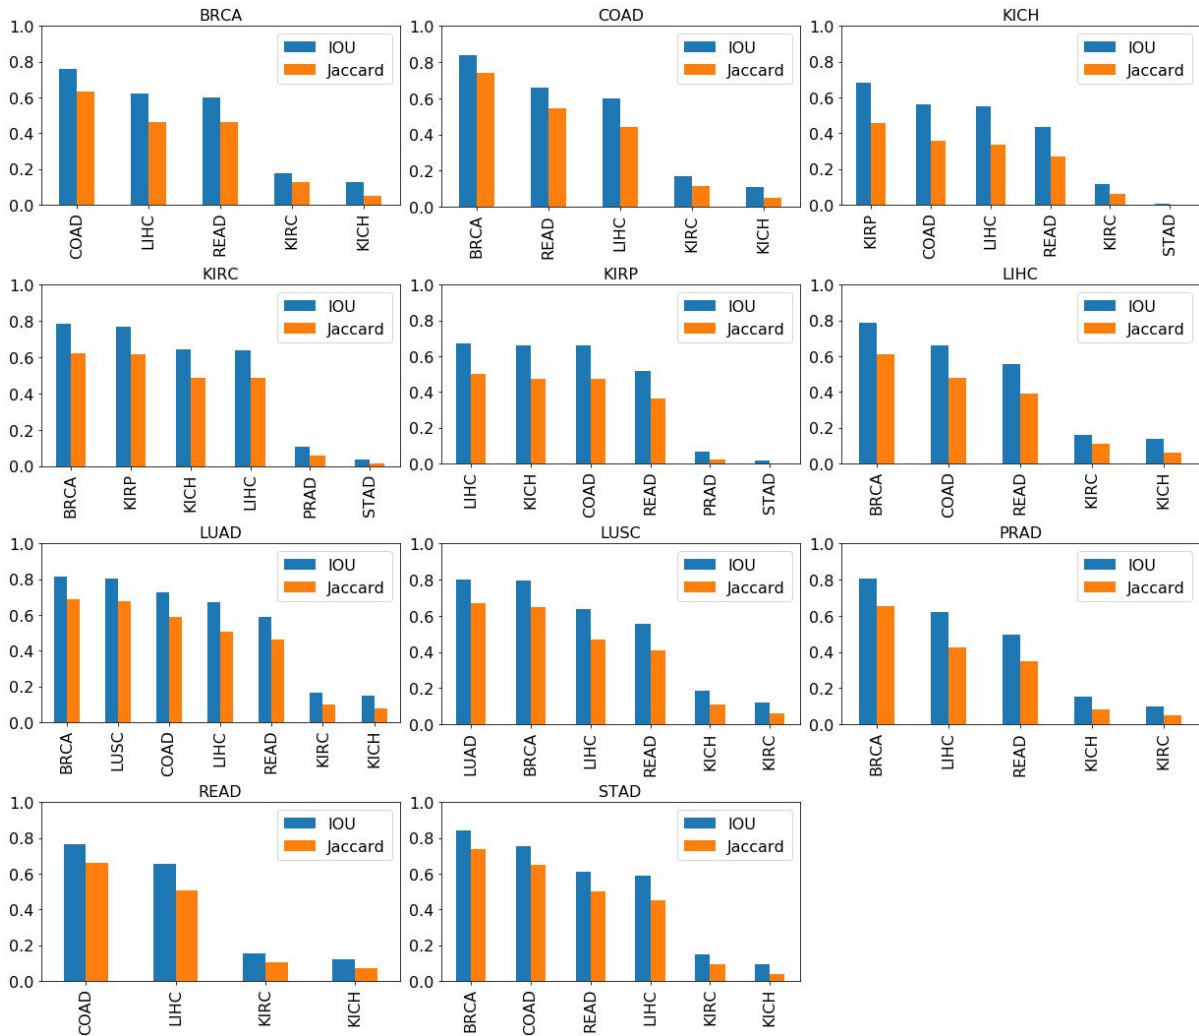 BRCA
1.0
0.8
0.6
0.4
0.2
0.0
IOU
Jaccard
COAD
LIHC
READ
KIRC
KICH
COAD
1.0
0.8
0.6
0.4
0.2
0.0
IOU
Jaccard
BRCA
READ
LIHC
KIRC
KICH
KICH
1.0
0.8
0.6
0.4
0.2
0.0
IOU
Jaccard
KIRP
COAD
LIHC
READ
KIRC
STAD
KIRC
1.0
0.8
0.6
0.4
0.2
0.0
IOU
Jaccard
BRCA
KIRP
KICH
LIHC
PRAD
STAD
KIRP
1.0
0.8
0.6
0.4
0.2
0.0
IOU
Jaccard
LIHC
KICH
COAD
READ
PRAD
STAD
LIHC
1.0
0.8
0.6
0.4
0.2
0.0
IOU
Jaccard
BRCA
COAD
READ
KIRC
KICH
LUAD
1.0
0.8
0.6
0.4
0.2
0.0
IOU
Jaccard
BRCA
LUSC
COAD
LIHC
READ
KIRC
KICH
LUSC
1.0
0.8
0.6
0.4
0.2
0.0
IOU
Jaccard
LUAD
BRCA
LIHC
READ
KICH
KIRC
PRAD
1.0
0.8
0.6
0.4
0.2
0.0
IOU
Jaccard
BRCA
LIHC
READ
KICH
KIRC
READ
1.0
0.8
0.6
0.4
0.2
0.0
IOU
Jaccard
COAD
LIHC
KIRC
KICH
STAD
1.0
0.8
0.6
0.4
0.2
0.0
IOU
Jaccard
BRCA
COAD
READ
LIHC
KIRC
KICH